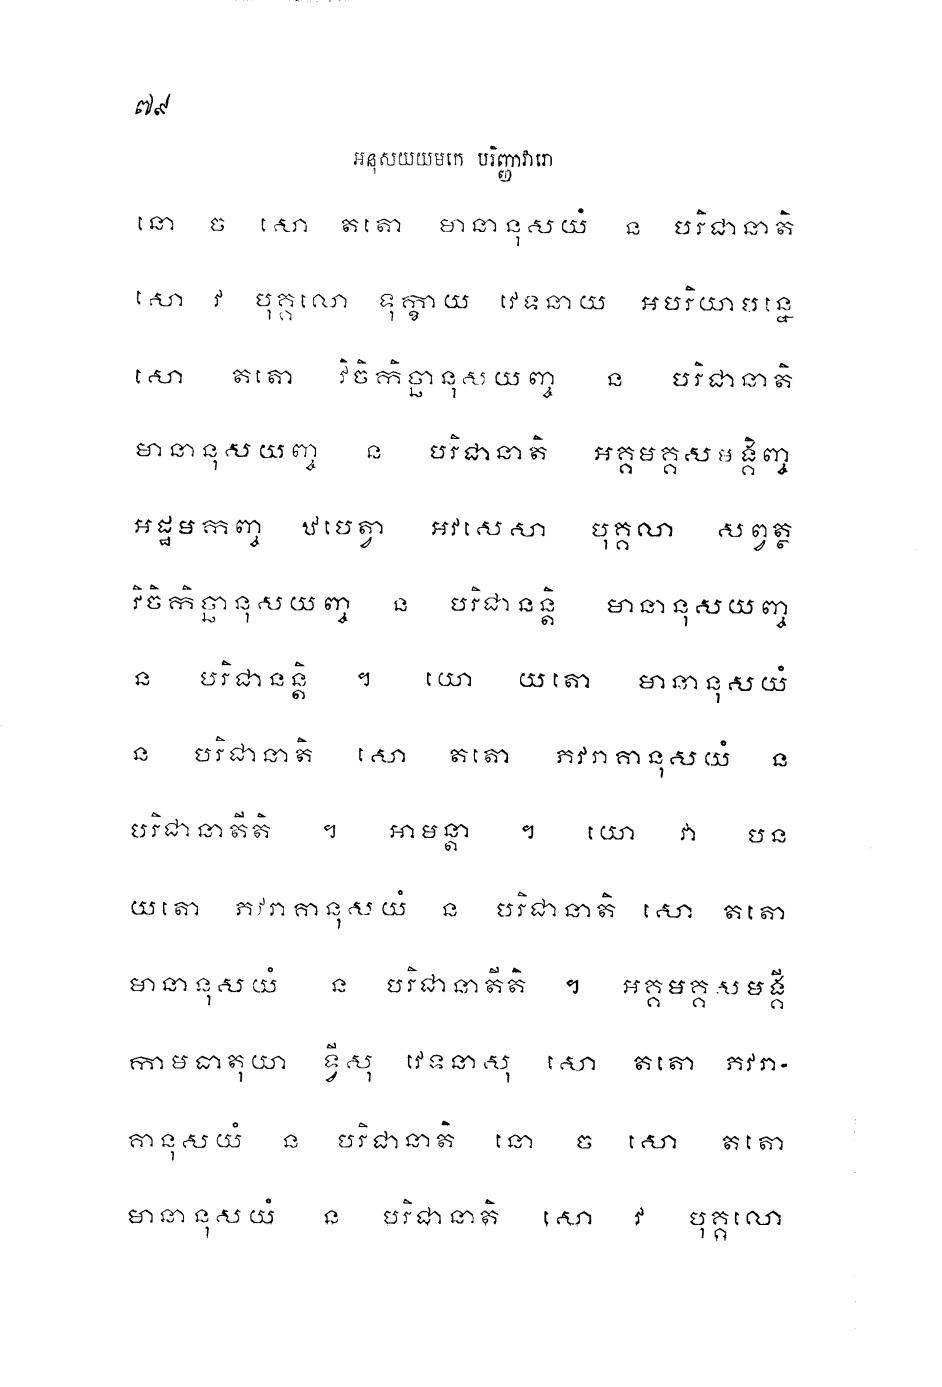 ៧៩
អនុសយយមកេ បរិញ្ញាវារោ
នោ ច សោ តតោ មានានុសយំ ន បរិជានាតិ
សោ វ បុគ្គលោ ទុក្ខាយ វេទនាយ អបរិយាបន្នេ
សោ តតោ វិចិកិច្ឆានុសយញ្ច ន បរិជានាតិ
មានានុសយញ្ច ន បរិជានាតិ អគ្គមគ្គសមង្គិញ្ច
អដ្ឋមកញ្ច ឋបេត្វា អវសេសា បុគ្គលា សព្វត្ថ
វិចិកិច្ឆានុសយញ្ច ន បរិជានន្តិ មានានុសយញ្ច
ន បរិជានន្តិ ។ យោ យតោ មានានុសយំ
ន បរិជានាតិ សោ តតោ ភវរាគានុសយំ ន
បរិជានាតីតិ ។ អាមន្តា ។ យោ វា បន
យតោ ភវរាគានុសយំ ន បរិជានាតិ សោ តតោ
មានានុសយំ ន បរិជានាតីតិ ។ អគ្គមគ្គសមង្គី
កាមធាតុយា ទ្វីសុ វេទនាសុ សោ តតោ ភវរា-
គានុសយំ ន បរិជានាតិ នោ ច សោ តតោ
មានានុសយំ ន បរិជានាតិ សោ វ បុគ្គលោ